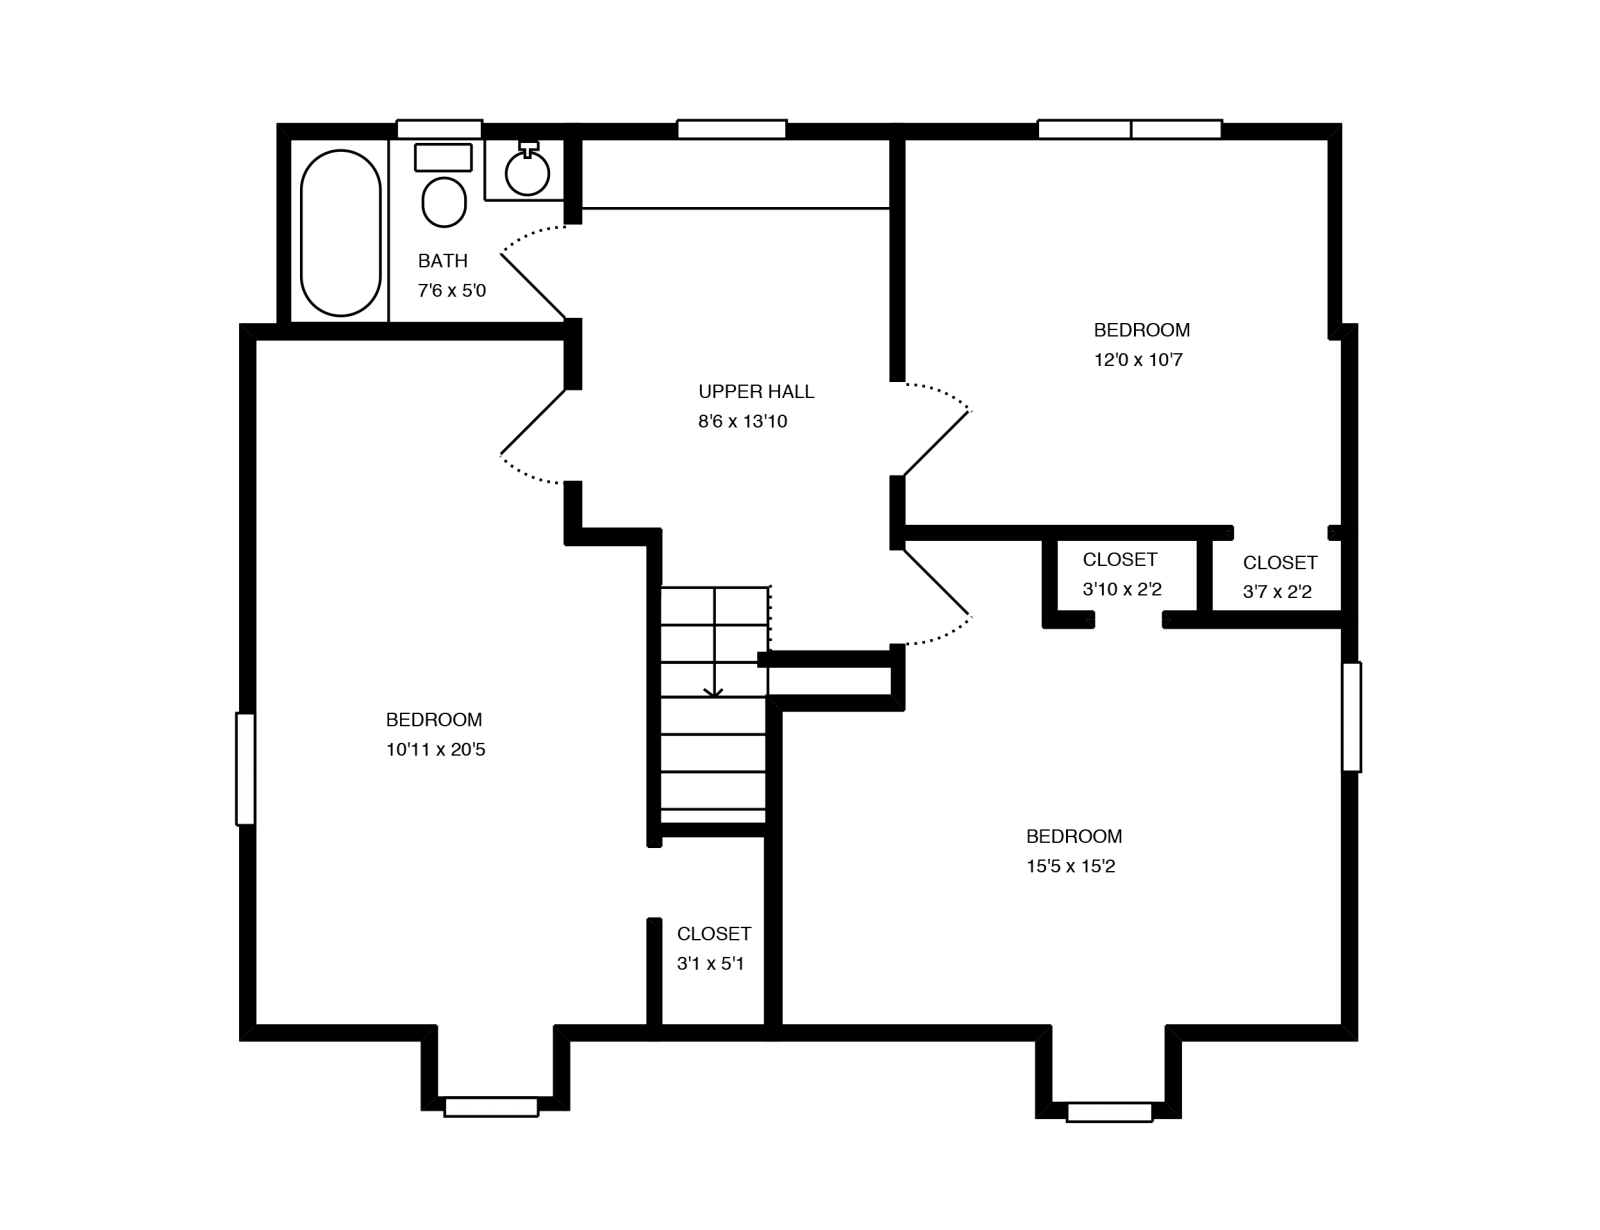 BATH
7'6 x 5'0
BEDROOM
12'0 x 10'7
UPPER HALL
8'6 x 13'10
CLOSET
3'10 x 2'2
CLOSET
3'7 x 2'2
BEDROOM
10'11 x 20'5
BEDROOM
15'5 x 15'2
CLOSET
3'1 x 5'1